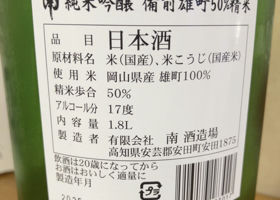 南 純米吟醸 備前雄町50%精米
日本酒
原材料名 米(国産)、米こうじ(国産米)
使用米 岡山県産 雄町100%
精米歩合 50%
アルコール分 17度
内容量 1.8L
製造者 有限会社 南 酒造場
高知県安芸郡安田町安田1875
飲酒は20歳になってから
お酒はおいしく適量に
製造年月